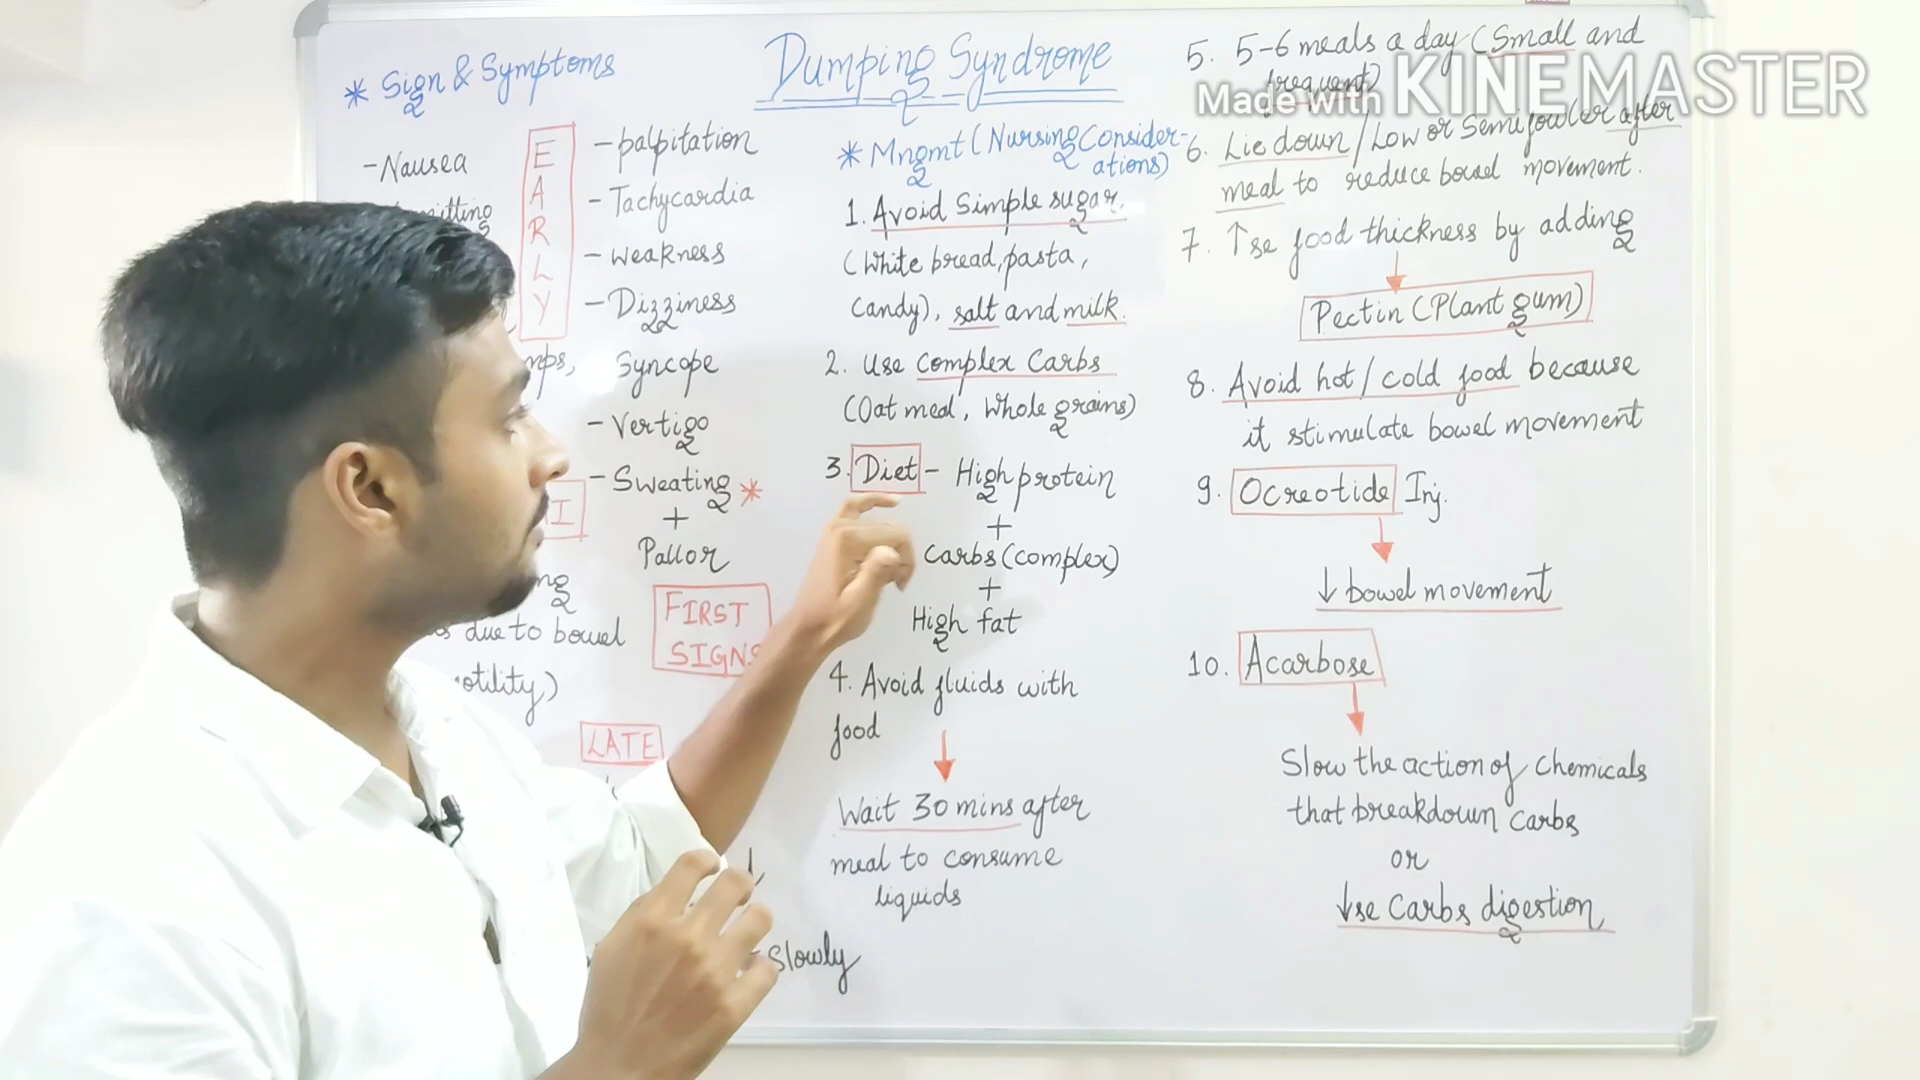 * Sign & Symptoms
-Nausea
EARLY
-palpitation
-Tachycardia
-weakness
-Dizziness
Syncope
-Vertigo
-Sweating *
+
Pallor
FIRST
SIGNS
due to bowel
LATE
slowly
Dumping Syndrome
* Mngmt (Nursing Consider-
ations)
1. Avoid Simple sugar.
(White bread, pasta,
candy), salt and milk.
2. Use Complex Carbs
(Oat meal, Whole grains)
3. Diet - High protein
+
Carbs (complex)
+
High fat
4. Avoid fluids with
food
Wait 30 mins after
meal to consume
liquids
5. 5-6 meals a day (Small and
frequent)
6. Lie down / Low or Semifowler after
meal to reduce bowel movement.
7. ↑se food thickness by adding
Pectin (Plant gum)
8. Avoid hot / cold food because
it stimulate bowel movement
9. Ocreotide Inj.
↓ bowel movement
10. Acarbose
Slow the action of chemicals
that breakdown carbs
or
↓se Carbs digestion
Made with KINEMASTER